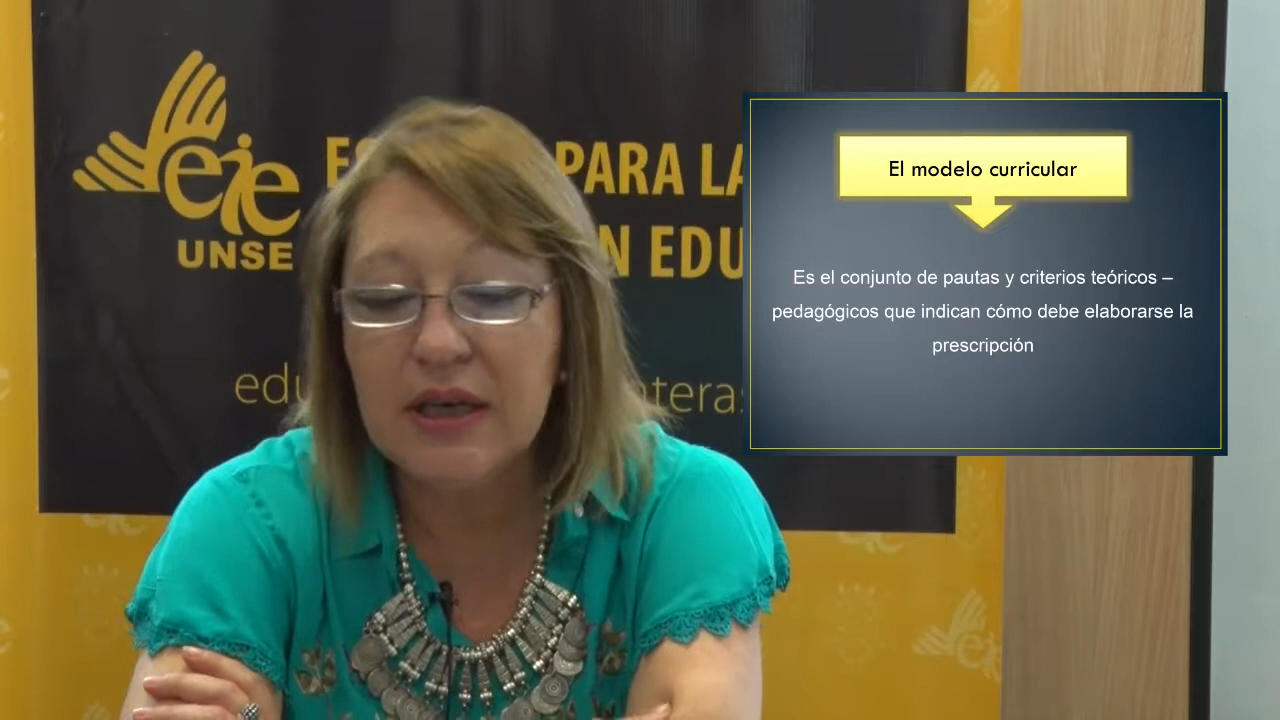 eie
UNSE
PARA LA
N EDU
edu
teras
El modelo curricular
Es el conjunto de pautas y criterios teóricos –
pedagógicos que indican cómo debe elaborarse la
prescripción